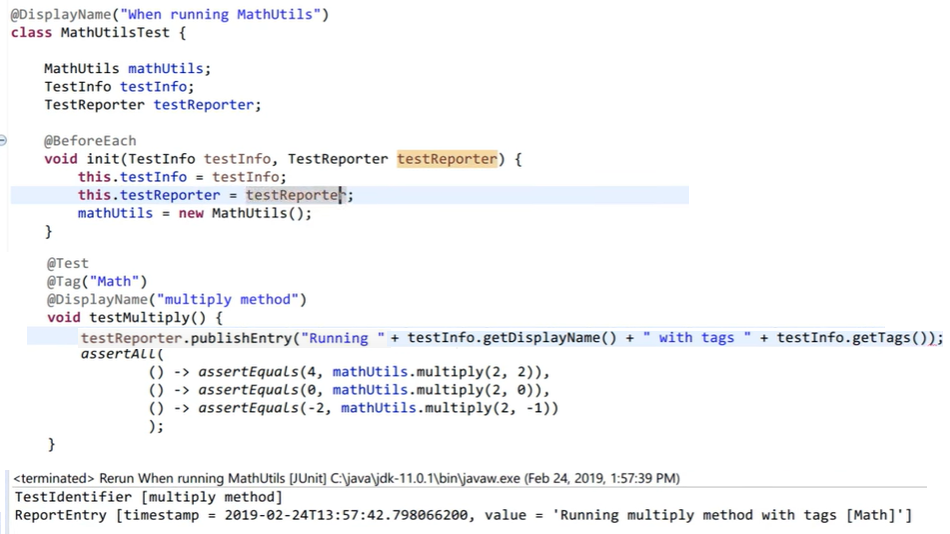 @DisplayName("When running MathUtils")
class MathUtilsTest {
MathUtils mathUtils;
TestInfo testInfo;
TestReporter testReporter;
@BeforeEach
void init(TestInfo testInfo, TestReporter testReporter) {
this.testInfo = testInfo;
this.testReporter = testReporter;
mathUtils = new MathUtils();
}
@Test
@Tag("Math")
@DisplayName("multiply method")
void testMultiply() {
testReporter.publishEntry("Running " + testInfo.getDisplayName() + " with tags " + testInfo.getTags());
assertAll(
() -> assertEquals(4, mathUtils.multiply(2, 2)),
() -> assertEquals(0, mathUtils.multiply(2, 0)),
() -> assertEquals(-2, mathUtils.multiply(2, -1))
);
}
<terminated> Rerun When running MathUtils [JUnit] C:\java\jdk-11.0.1\bin\javaw.exe (Feb 24, 2019, 1:57:39 PM)
TestIdentifier [multiply method]
ReportEntry [timestamp = 2019-02-24T13:57:42.798066200, value = 'Running multiply method with tags [Math]']